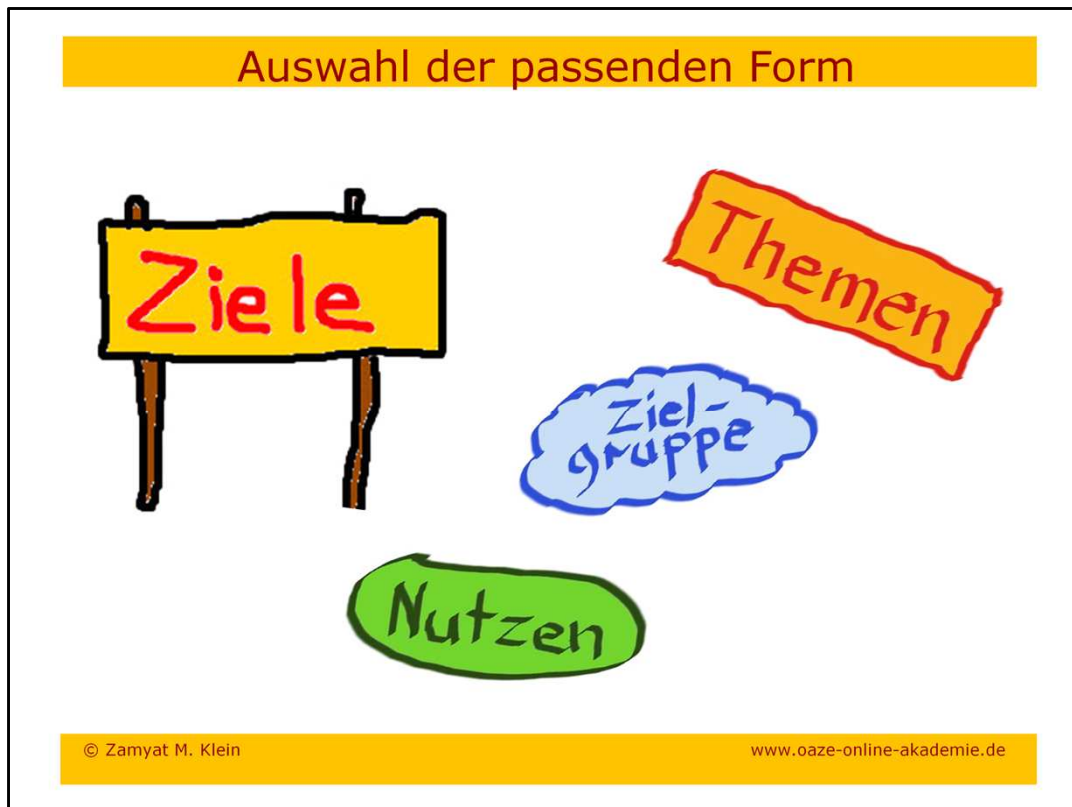 Auswahl der passenden Form
Ziele
Themen
Ziel-
gruppe
Nutzen
© Zamyat M. Klein
www.oaze-online-akademie.de